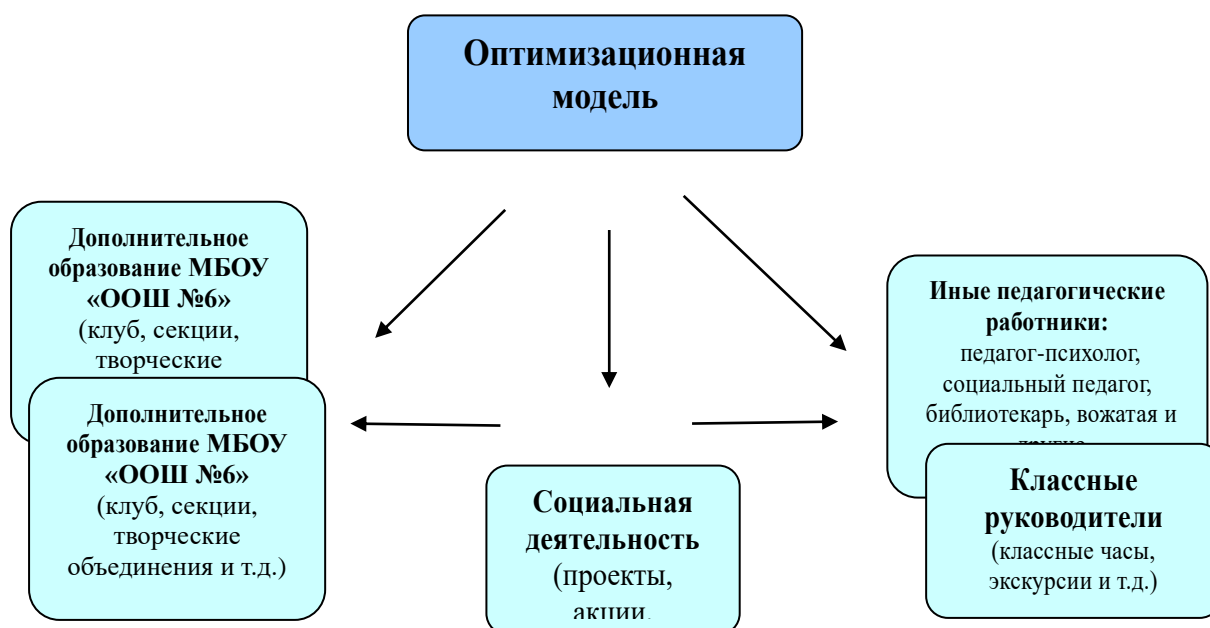 Оптимизационная
модель
Дополнительное
образование МБОУ
«ООШ №6»
(клуб, секции,
творческие
Дополнительное
образование МБОУ
«ООШ №6»
(клуб, секции,
творческие
объединения и т.д.)
Социальная
деятельность
(проекты,
акции,
Иные педагогические
работники:
педагог-психолог,
социальный педагог,
библиотекарь, вожатая и
другие
Классные
руководители
(классные часы,
экскурсии и т.д.)